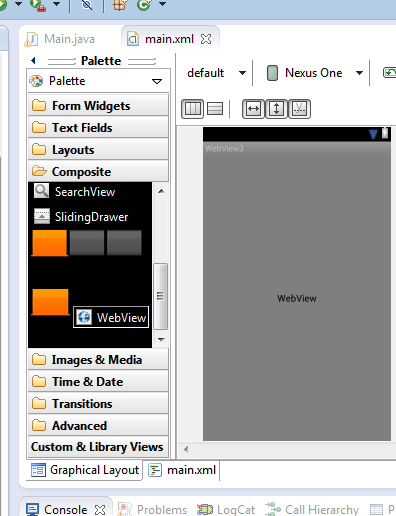 Main.java
main.xml
Palette
Palette
default
Nexus One
Form Widgets
Text Fields
Layouts
Composite
SearchView
SlidingDrawer
WebView
Images & Media
Time & Date
Transitions
Advanced
Custom & Library Views
WebView3
WebView
Graphical Layout
main.xml
Console
Problems
LogCat
Call Hierarchy
P